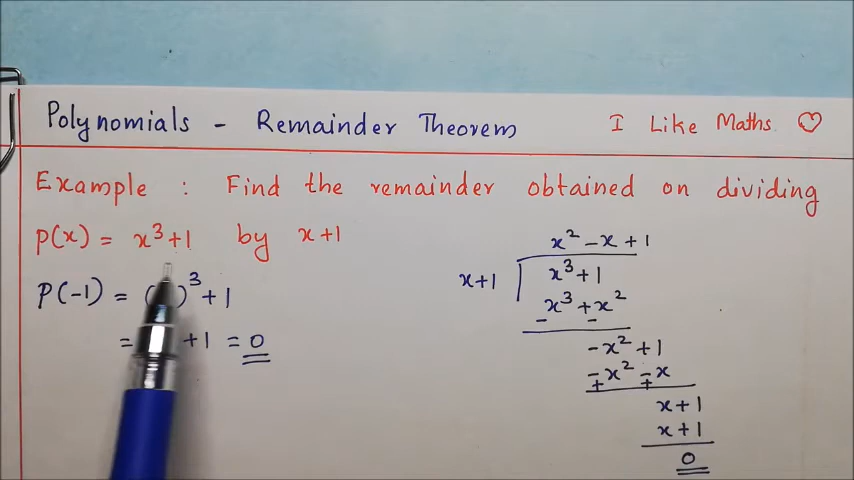 Polynomials - Remainder Theorem I Like Maths ♡
Example : Find the remainder obtained on dividing
P(x) = x³+1 by x+1
P(-1) = ( )³ + 1
= +1 = 0
x² - x + 1
x+1 x³+1
x³ + x²
- -
-x² + 1
-x² - x
+ +
x+1
x+1
0